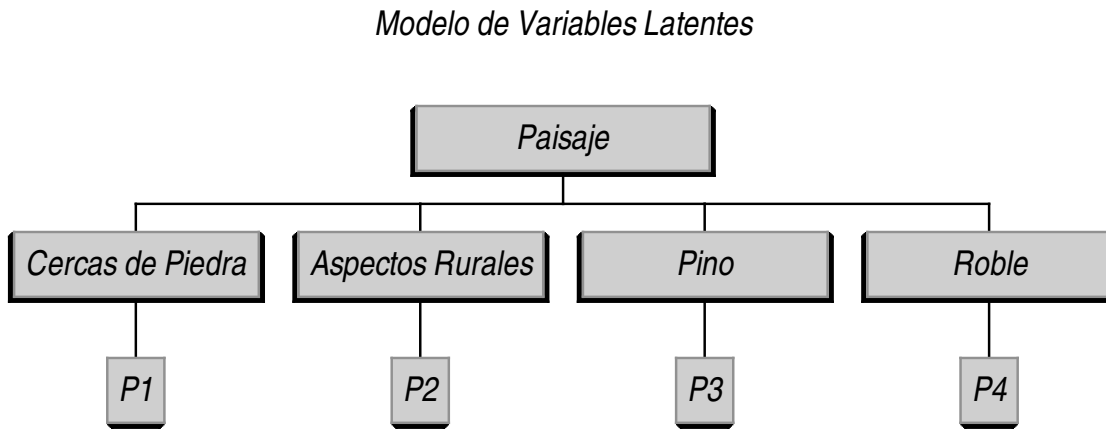 Modelo de Variables Latentes
Paisaje
Cercas de Piedra
Aspectos Rurales
Pino
Roble
P1
P2
P3
P4